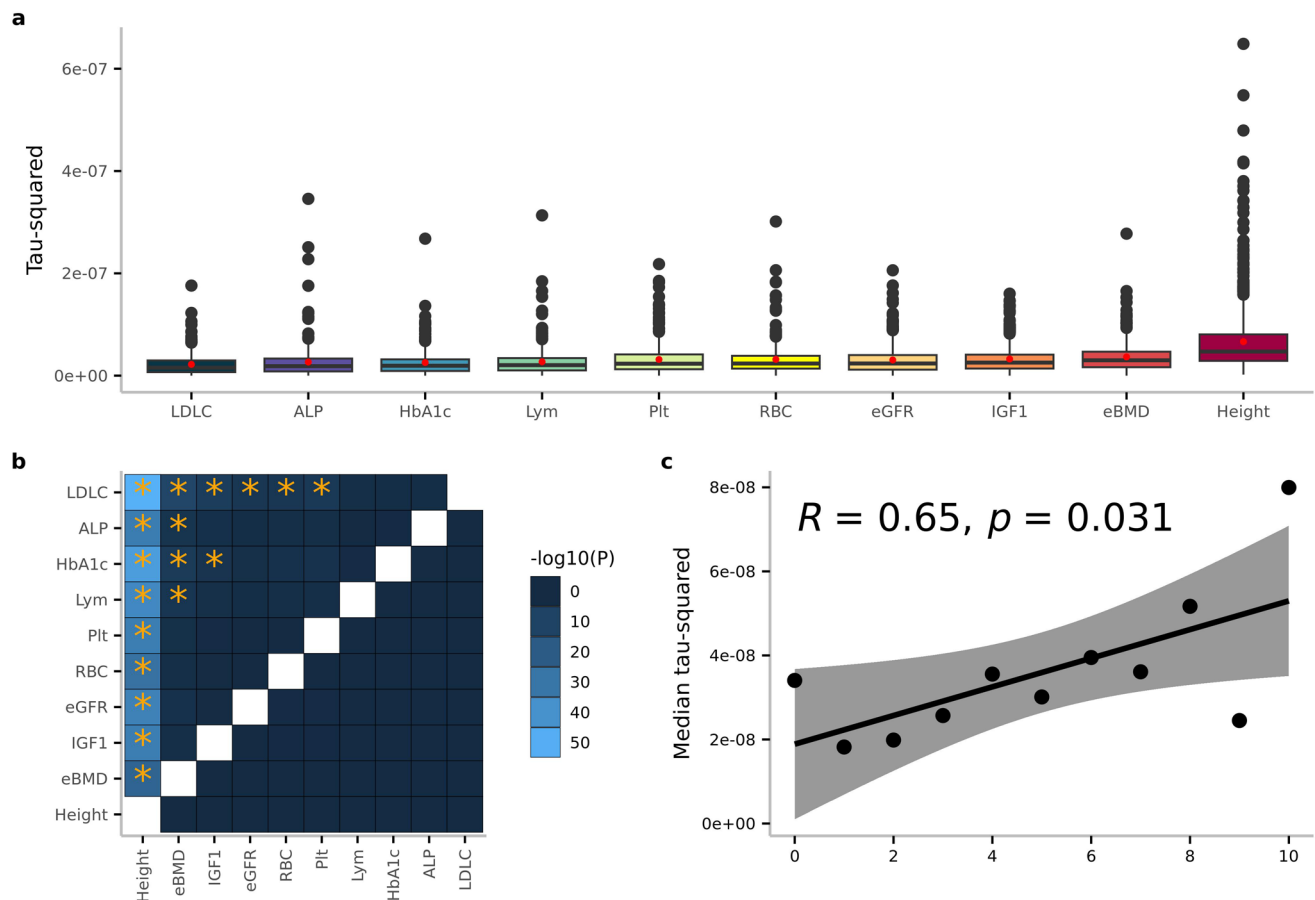 a
Tau-squared
6e-07
4e-07
2e-07
0e+00
LDLC ALP HbA1c Lym Plt RBC eGFR IGF1 eBMD Height
b
LDLC * * * * * *
ALP * *
HbA1c * * *
Lym * *
Plt *
RBC *
eGFR *
IGF1 *
eBMD *
Height
Height eBMD IGF1 eGFR RBC Plt Lym HbA1c ALP LDLC
-log10(P)
0
10
20
30
40
50
c
R = 0.65, p = 0.031
Median tau-squared
8e-08
6e-08
4e-08
2e-08
0e+00
0 2 4 6 8 10